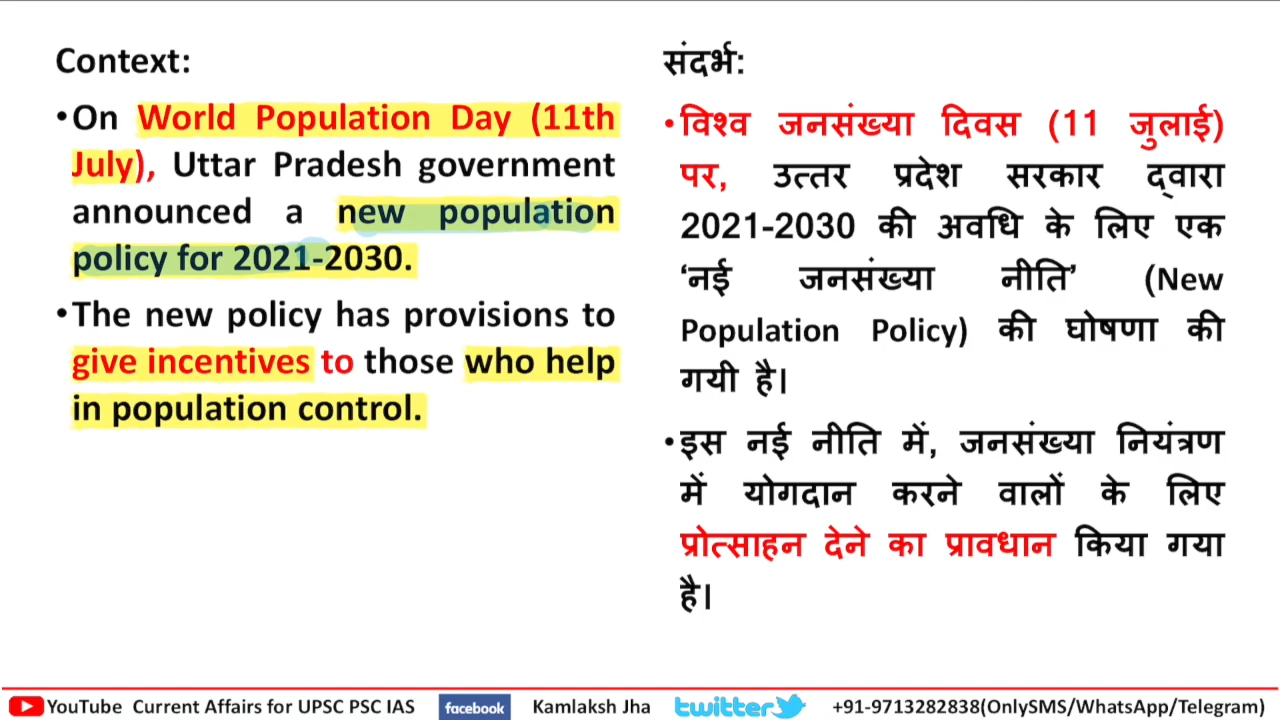 Context:
•On World Population Day (11th
July), Uttar Pradesh government
announced a new population
policy for 2021-2030.
•The new policy has provisions to
give incentives to those who help
in population control.
संदर्भ:
•विश्व जनसंख्या दिवस (11 जुलाई)
पर, उत्तर प्रदेश सरकार द्वारा
2021-2030 की अवधि के लिए एक
‘नई जनसंख्या नीति’ (New
Population Policy) की घोषणा की
गयी है।
•इस नई नीति में, जनसंख्या नियंत्रण
में योगदान करने वालों के लिए
प्रोत्साहन देने का प्रावधान किया गया
है।
YouTube Current Affairs for UPSC PSC IAS facebook Kamlaksh Jha twitter +91-9713282838(OnlySMS/WhatsApp/Telegram)